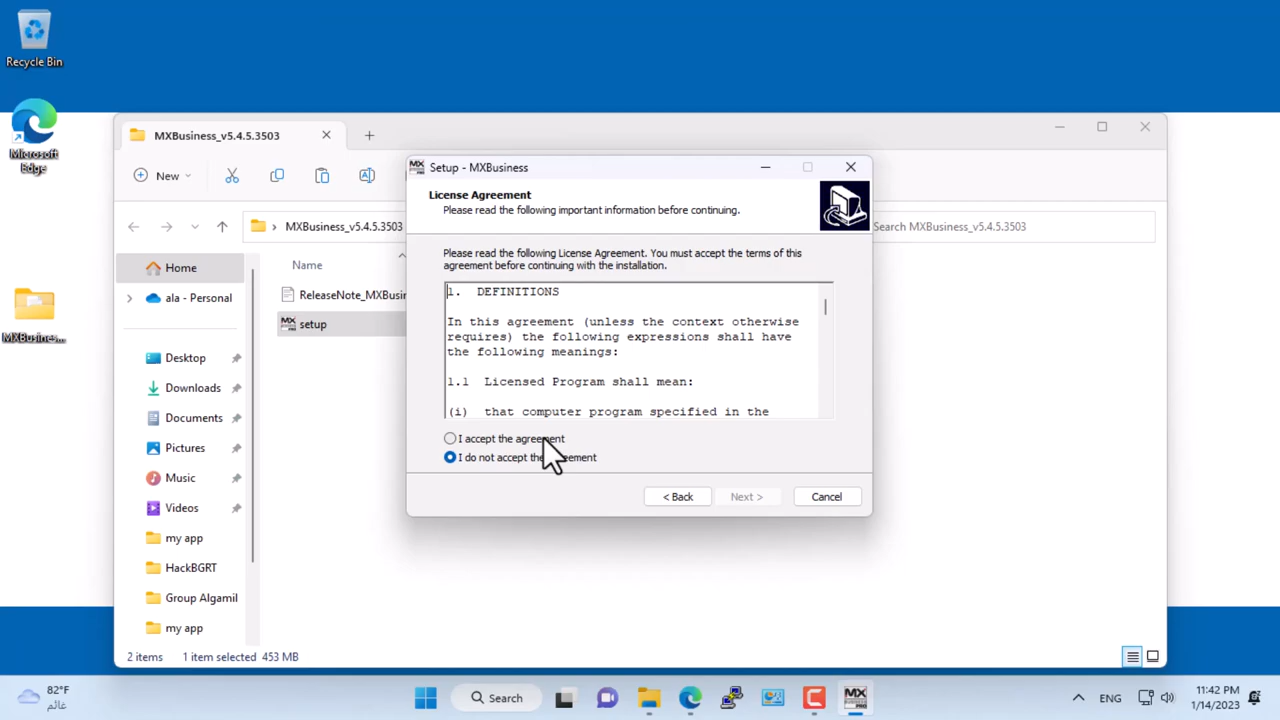 Recycle Bin
Microsoft
Edge
MXBusines...
MXBusiness_v5.4.5.3503
New
MXBusiness_v5.4.5.3503
Search MXBusiness_v5.4.5.3503
Home
ala - Personal
Desktop
Downloads
Documents
Pictures
Music
Videos
my app
HackBGRT
Group Algamil
my app
Name
ReleaseNote_MXBusin
setup
2 items
1 item selected 453 MB
Setup - MXBusiness
License Agreement
Please read the following important information before continuing.
Please read the following License Agreement. You must accept the terms of this
agreement before continuing with the installation.
1. DEFINITIONS
In this agreement (unless the context otherwise
requires) the following expressions shall have
the following meanings:
1.1 Licensed Program shall mean:
(i) that computer program specified in the
I accept the agreement
I do not accept the agreement
< Back
Next >
Cancel
82°F
غائم
Search
MX
PRO
ENG
11:42 PM
1/14/2023